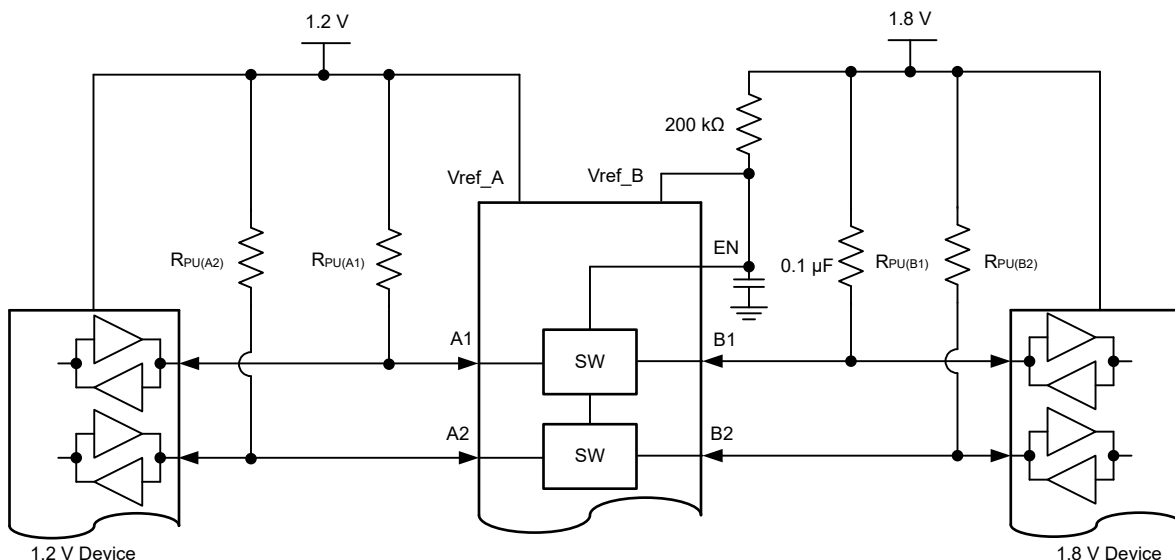 1.2 V
1.8 V
200 kΩ
Vref_A
Vref_B
EN
RPU(A2)
RPU(A1)
0.1 µF
RPU(B1)
RPU(B2)
A1
SW
B1
A2
SW
B2
1.2 V Device
1.8 V Device